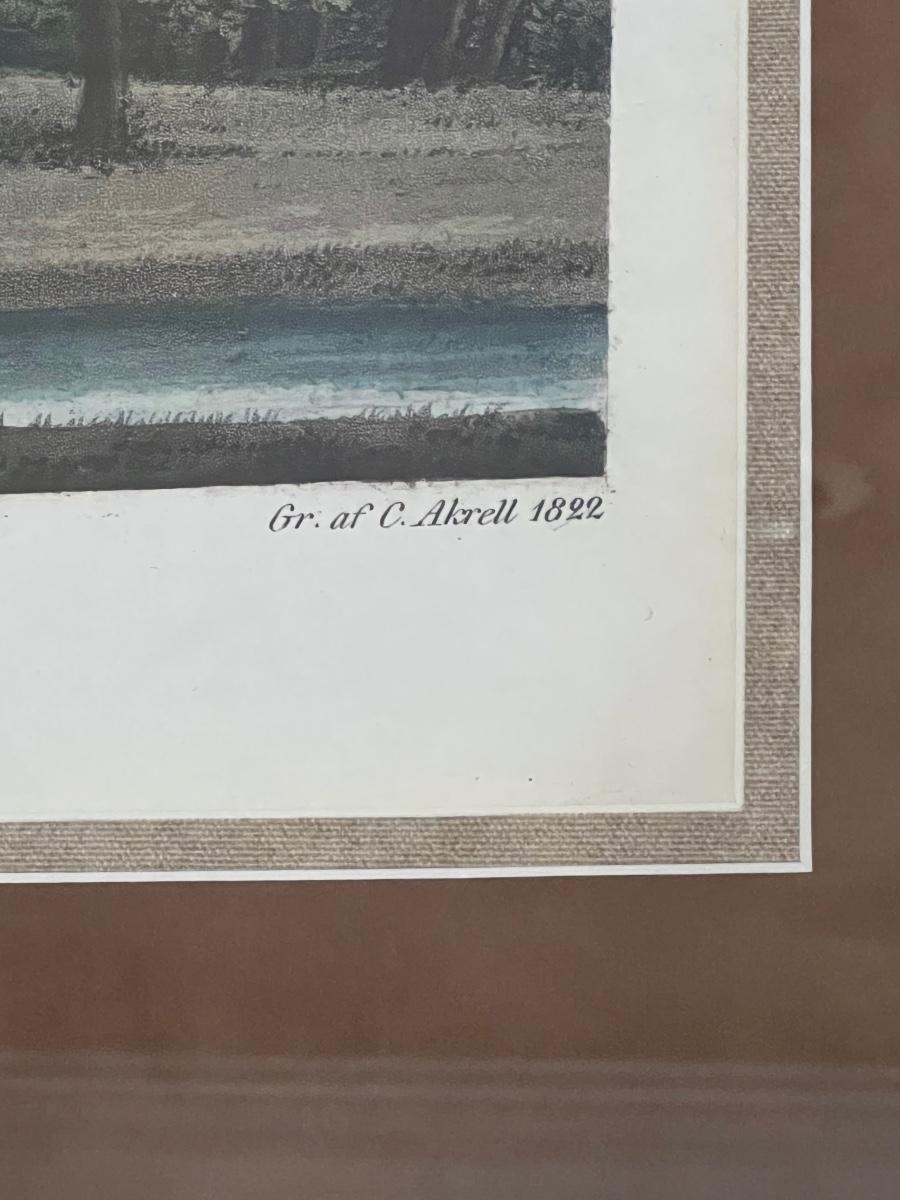 Gr. af C. Akrell 1822